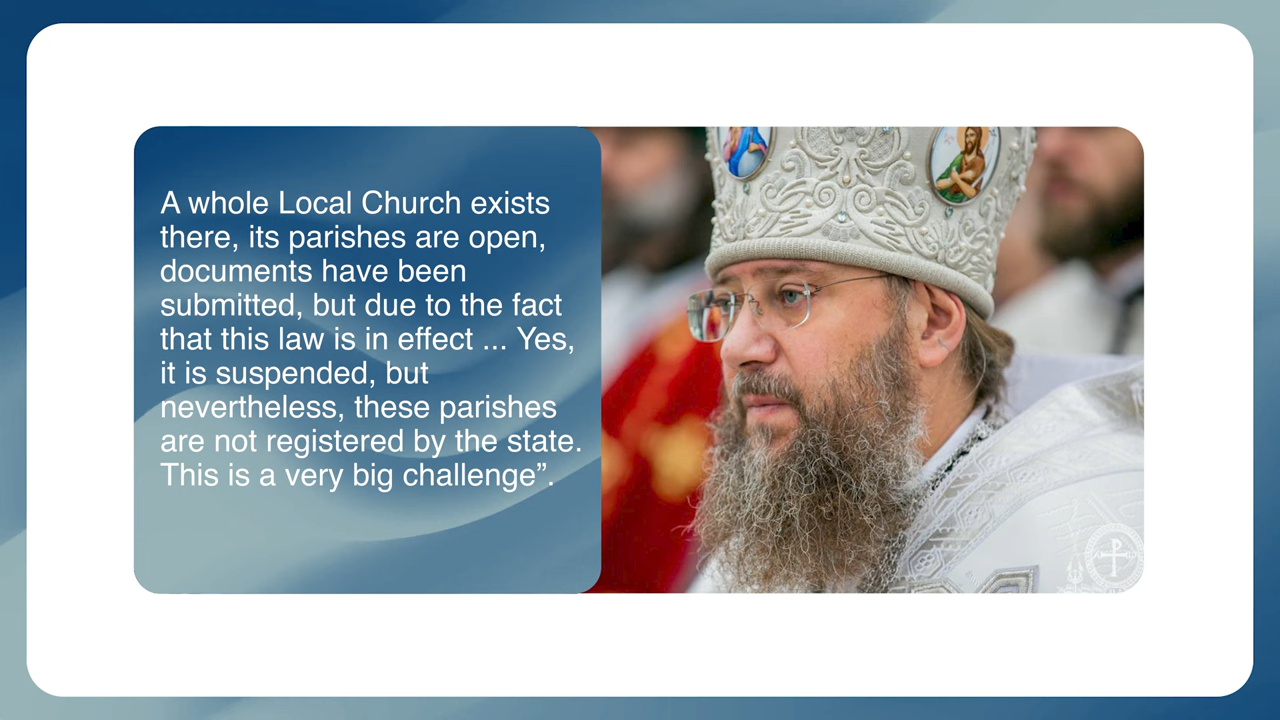 A whole Local Church exists
there, its parishes are open,
documents have been
submitted, but due to the fact
that this law is in effect ... Yes,
it is suspended, but
nevertheless, these parishes
are not registered by the state.
This is a very big challenge”.